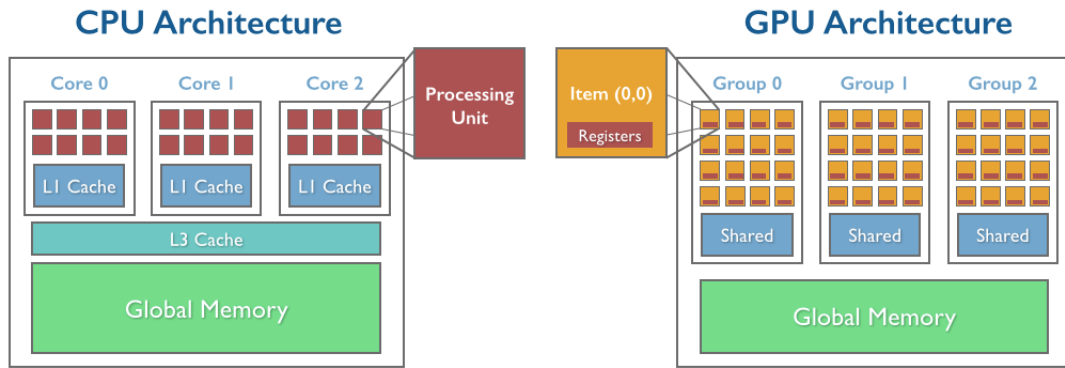 CPU Architecture
Core 0
Core 1
Core 2
L1 Cache
L1 Cache
L1 Cache
L3 Cache
Global Memory
Processing
Unit
GPU Architecture
Item (0,0)
Registers
Group 0
Group 1
Group 2
Shared
Shared
Shared
Global Memory